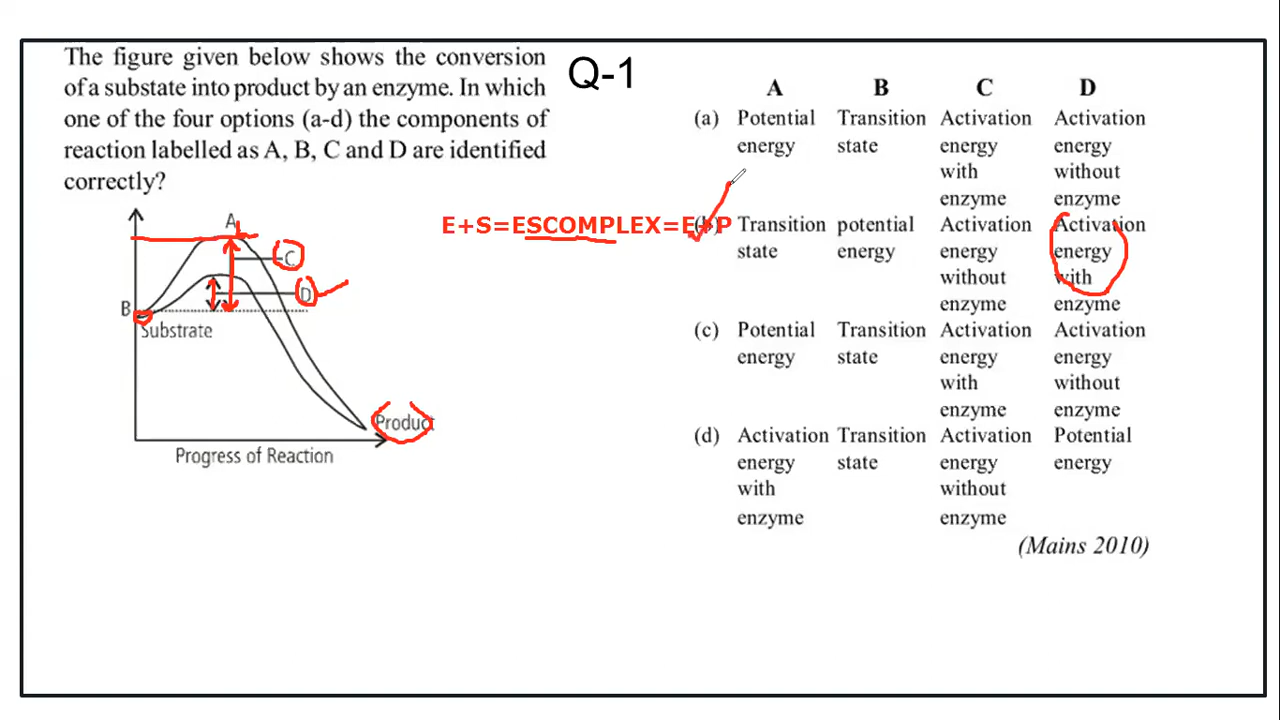 The figure given below shows the conversion
of a substate into product by an enzyme. In which
one of the four options (a-d) the components of
reaction labelled as A, B, C and D are identified
correctly?
Q-1
A
C
D
B
Substrate
Product
Progress of Reaction
E+S=ESCOMPLEX=E+P
A B C D
(a) Potential Transition Activation Activation
energy state energy energy
with without
enzyme enzyme
(b) Transition potential Activation Activation
state energy energy energy
without with
enzyme enzyme
(c) Potential Transition Activation Activation
energy state energy energy
with without
enzyme enzyme
(d) Activation Transition Activation Potential
energy state energy energy
with without
enzyme enzyme
(Mains 2010)